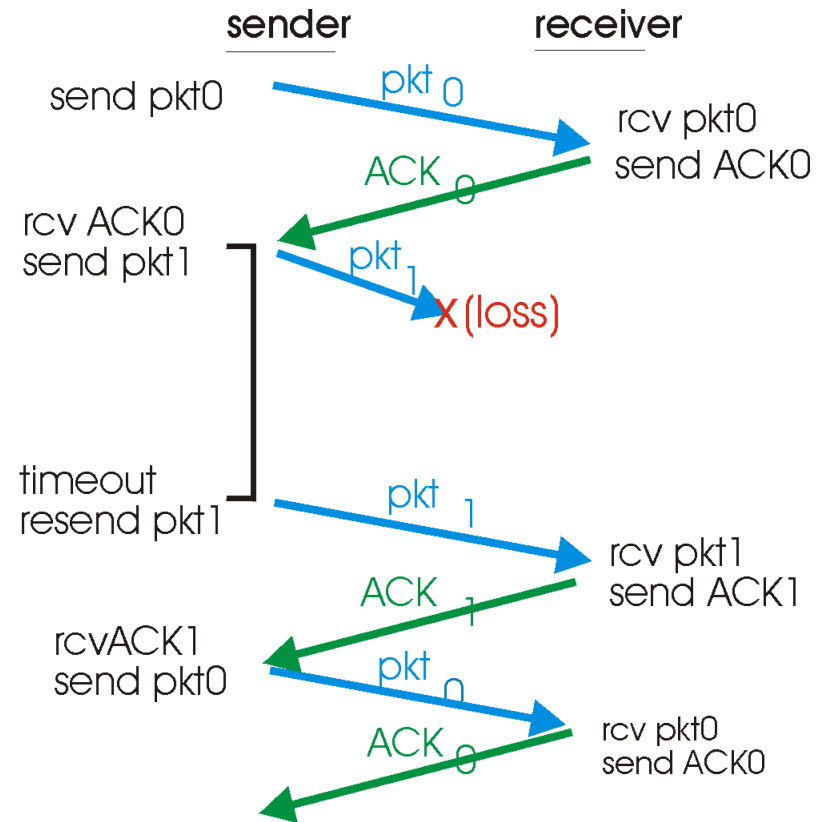 sender
receiver
send pkt0
pkt 0
rcv pkt0
send ACK0
ACK 0
rcv ACK0
send pkt1
pkt 1
X (loss)
timeout
resend pkt1
pkt 1
rcv pkt1
send ACK1
ACK 1
rcvACK1
send pkt0
pkt 0
rcv pkt0
send ACK0
ACK 0